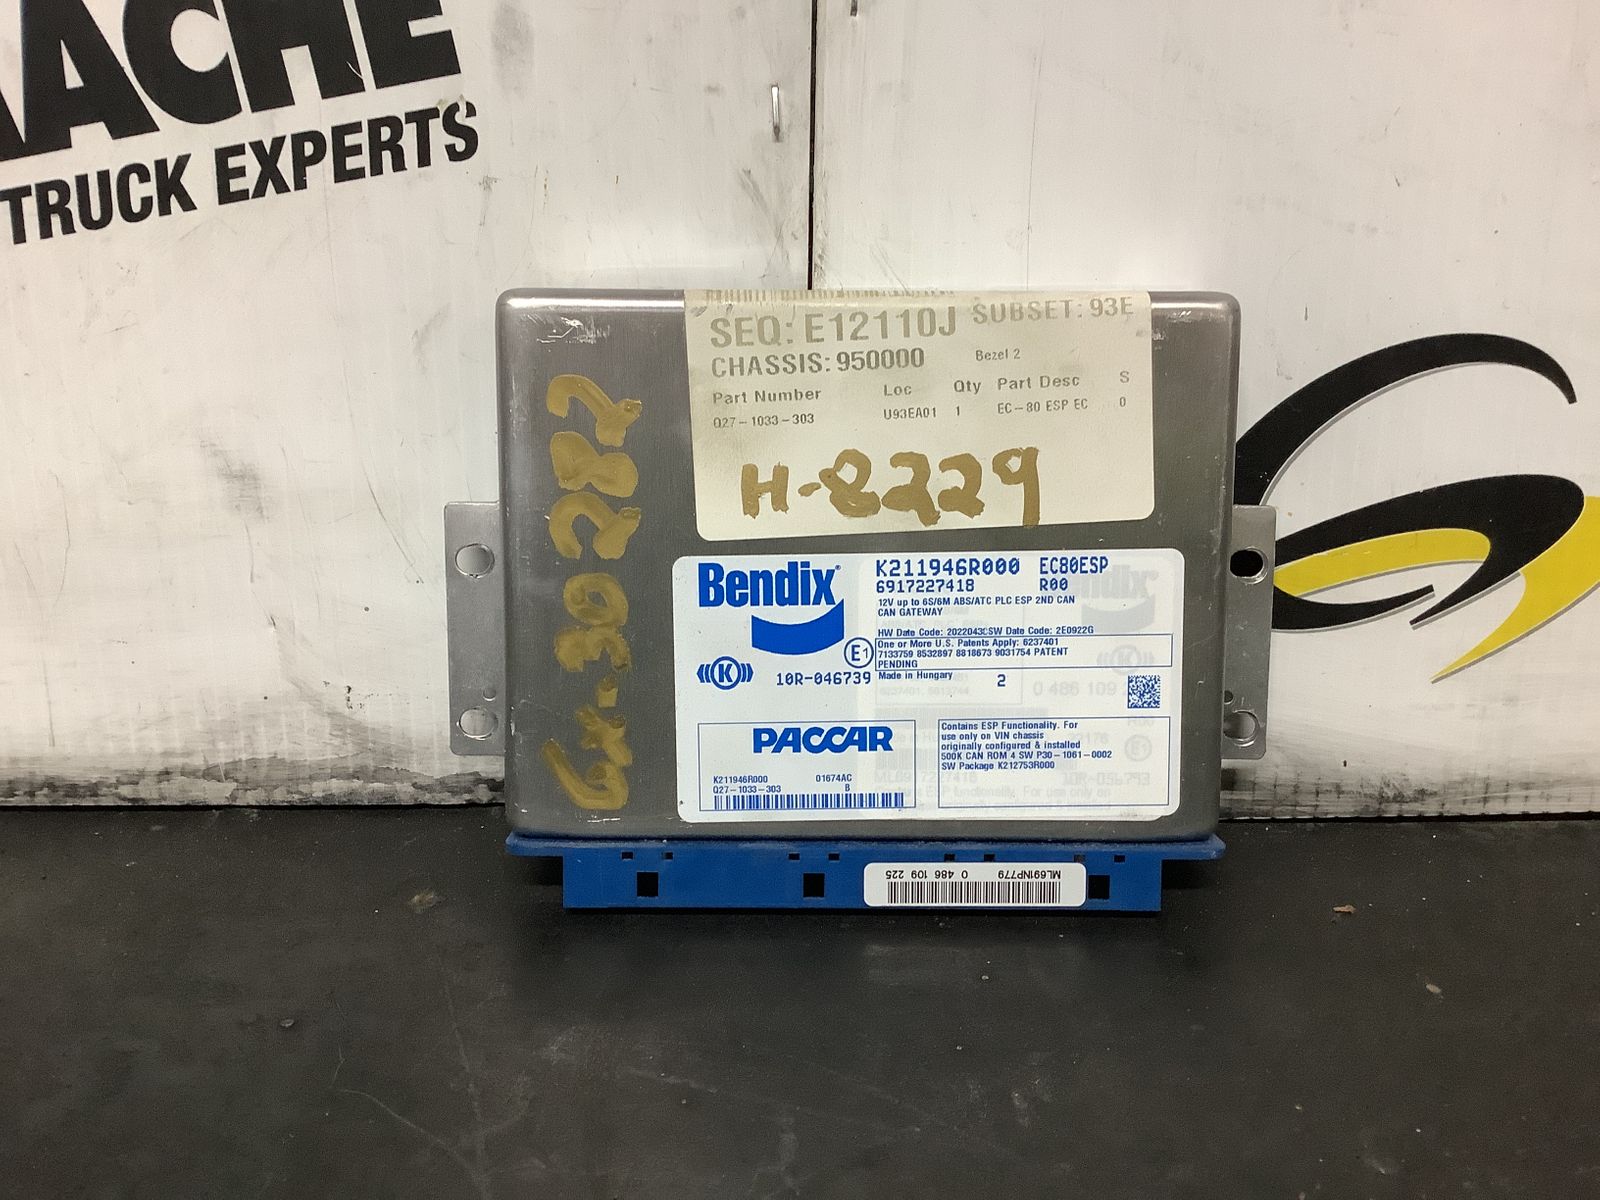 ACHE
TRUCK EXPERTS
SEQ: E12110J SUBSET: 93E
CHASSIS: 950000 Bezel 2
Part Number Loc Qty Part Desc S
Q27-1033-303 U93EA01 1 EC-80 ESP EC 0
H-8229
Gx-30282
Bendix
K211946R000 EC80ESP
6917227418 R00
12V up to 6S/6M ABS/ATC PLC ESP 2ND CAN
CAN GATEWAY
HW Date Code: 2022043 SW Date Code: 2E0922G
One or More U.S. Patents Apply: 6237401
7133759 8532897 8818673 9031754 PATENT
PENDING
E1
K
10R-046739
Made in Hungary 2
PACCAR
K211946R000 01674AC
Q27-1033-303 B
Contains ESP Functionality. For
use only on VIN chassis
originally configured & installed
500K CAN ROM 4 SW P30-1061-0002
SW Package K212753R000
ML691NP779 0 486 109 225